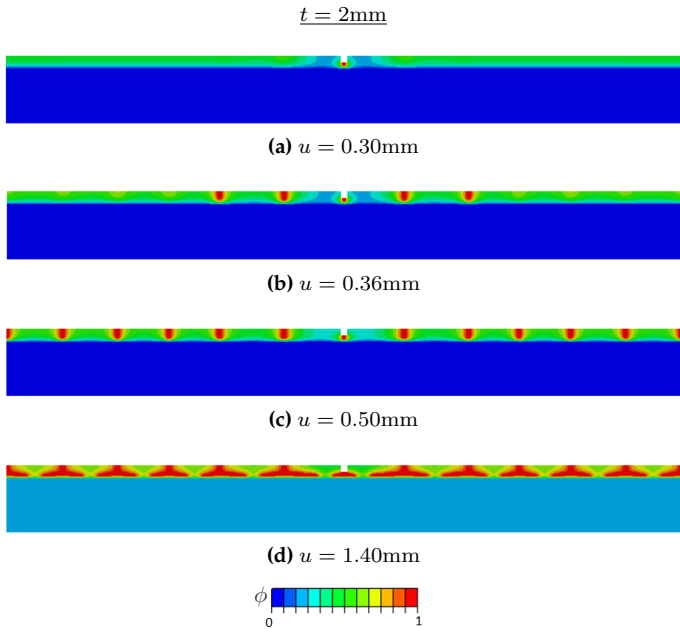 t = 2mm
(a) u = 0.30mm
(b) u = 0.36mm
(c) u = 0.50mm
(d) u = 1.40mm
ϕ
0 1